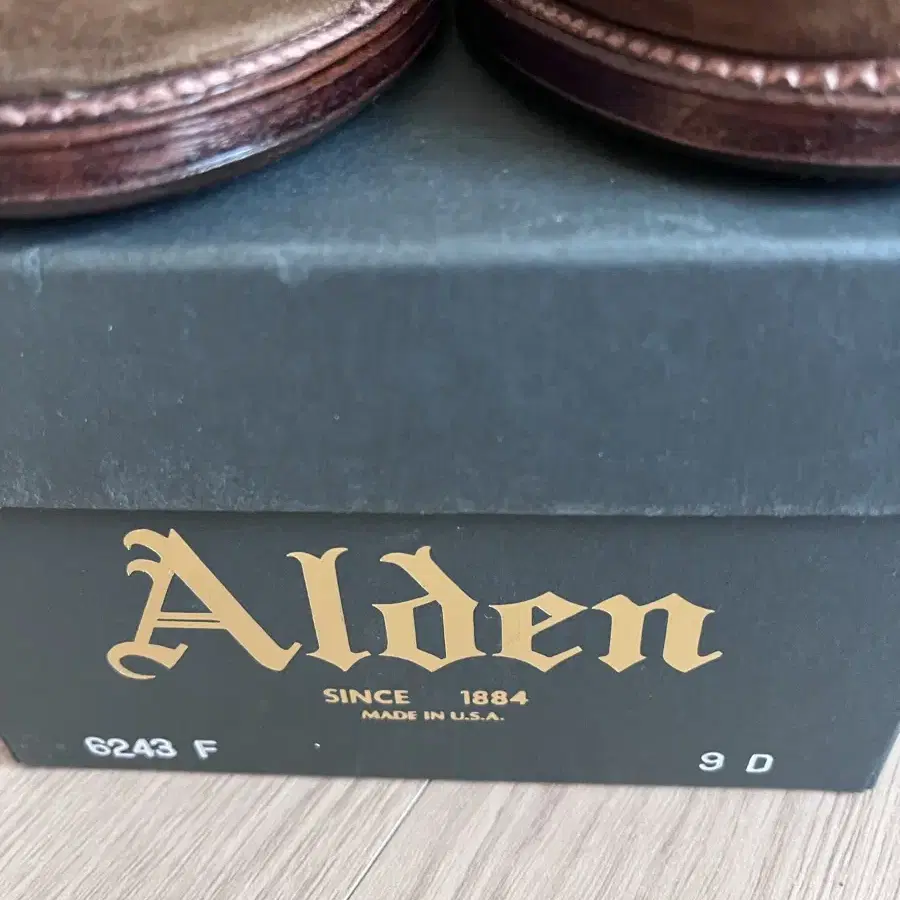 Alden
SINCE 1884
MADE IN U.S.A.
6243 F 9 D